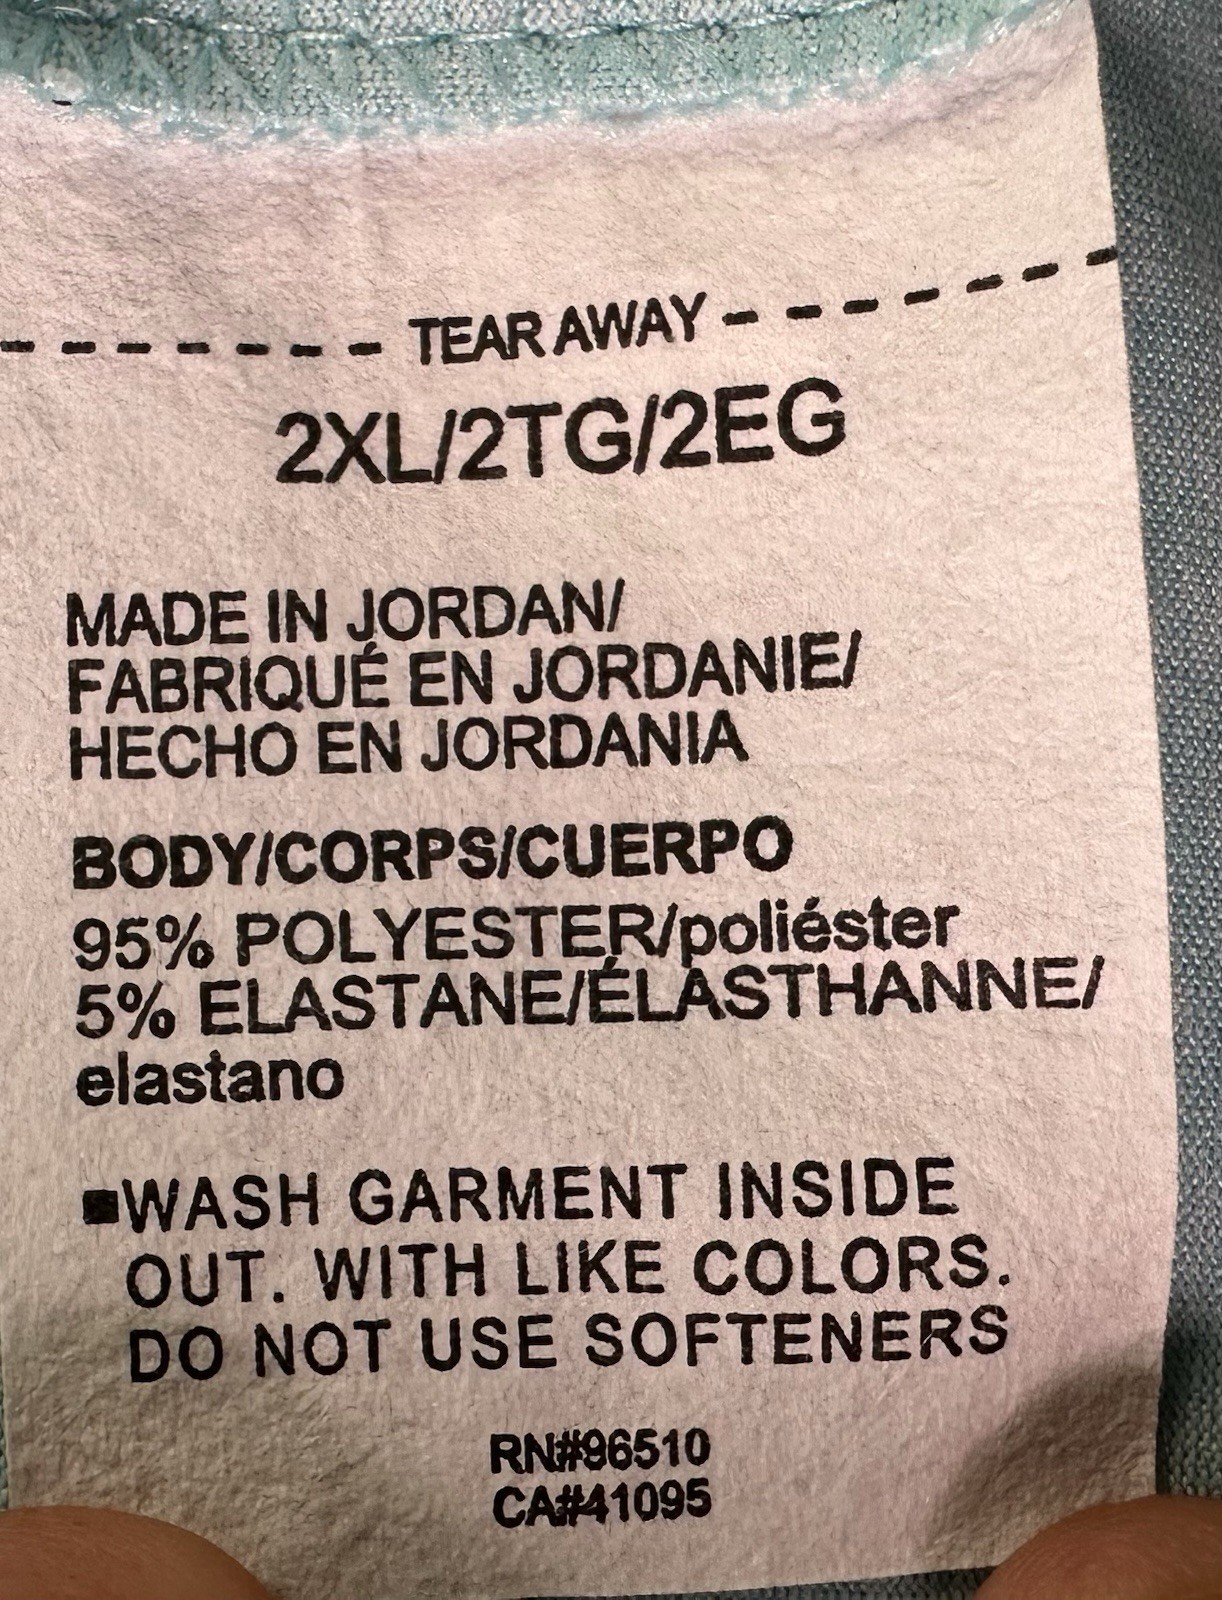 TEAR AWAY
2XL/2TG/2EG
MADE IN JORDAN/
FABRIQUÉ EN JORDANIE/
HECHO EN JORDANIA
BODY/CORPS/CUERPO
95% POLYESTER/poliéster
5% ELASTANE/ÉLASTHANNE/
elastano
▪WASH GARMENT INSIDE
OUT. WITH LIKE COLORS.
DO NOT USE SOFTENERS
RN#96510
CA#41095